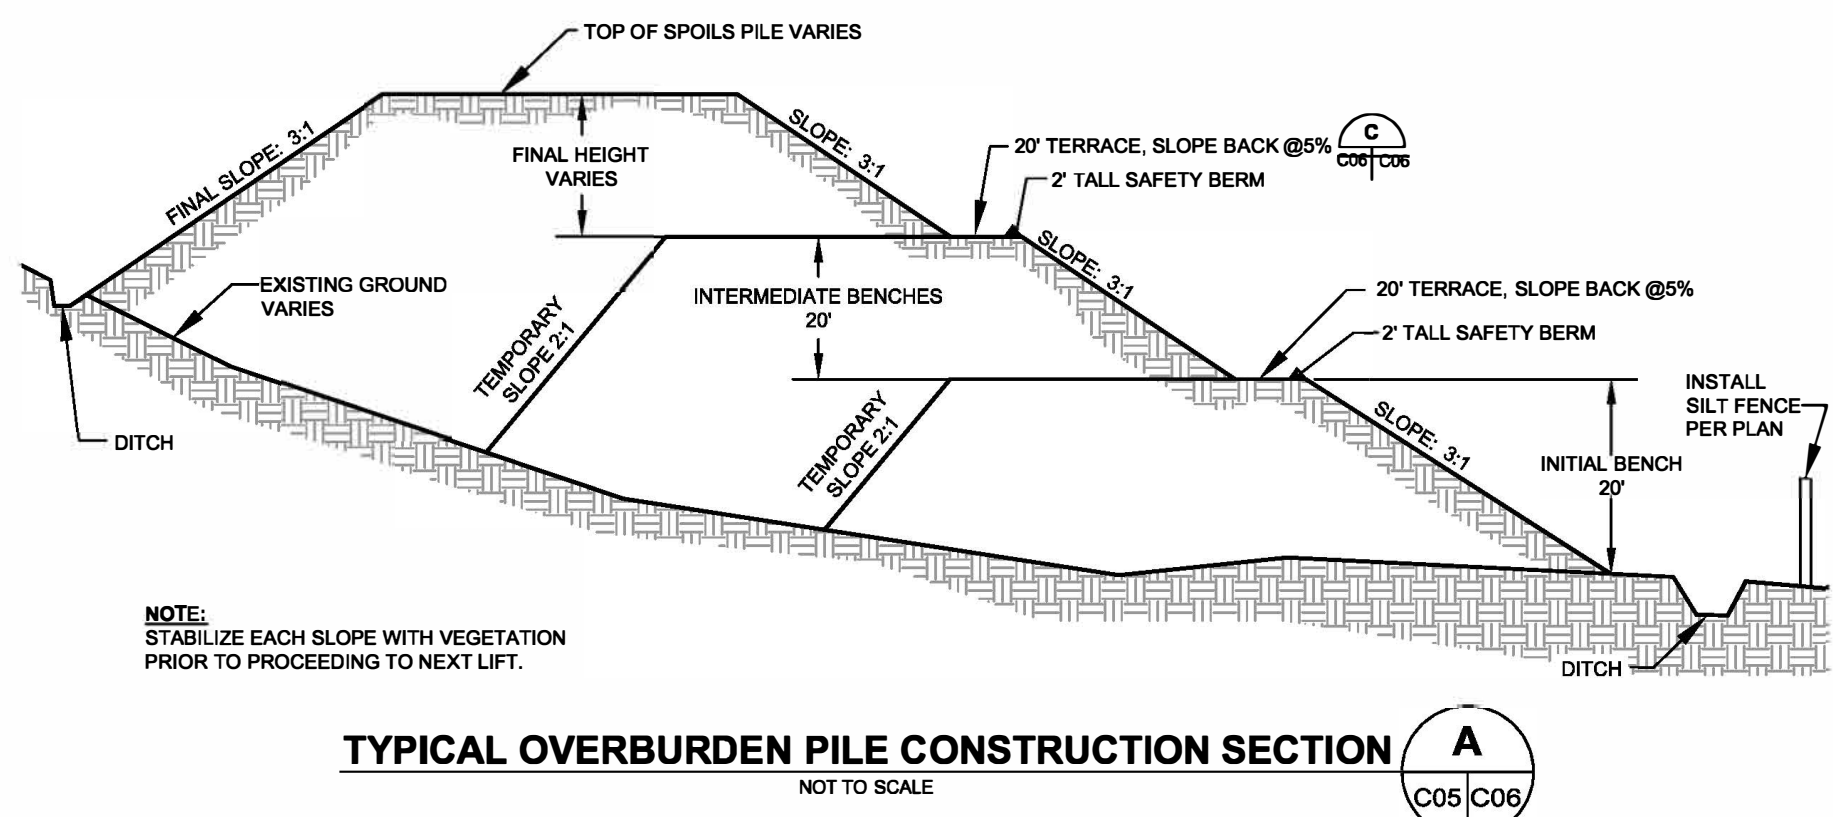 TOP OF SPOILS PILE VARIES
FINAL SLOPE: 3:1
FINAL HEIGHT
VARIES
SLOPE: 3:1
20' TERRACE, SLOPE BACK @5%
C
C06 C06
2' TALL SAFETY BERM
SLOPE: 3:1
EXISTING GROUND
VARIES
INTERMEDIATE BENCHES
20'
20' TERRACE, SLOPE BACK @5%
2' TALL SAFETY BERM
TEMPORARY
SLOPE 2:1
TEMPORARY
SLOPE 2:1
SLOPE: 3:1
INSTALL
SILT FENCE
PER PLAN
DITCH
INITIAL BENCH
20'
NOTE:
STABILIZE EACH SLOPE WITH VEGETATION
PRIOR TO PROCEEDING TO NEXT LIFT.
DITCH
TYPICAL OVERBURDEN PILE CONSTRUCTION SECTION
NOT TO SCALE
A
C05 C06